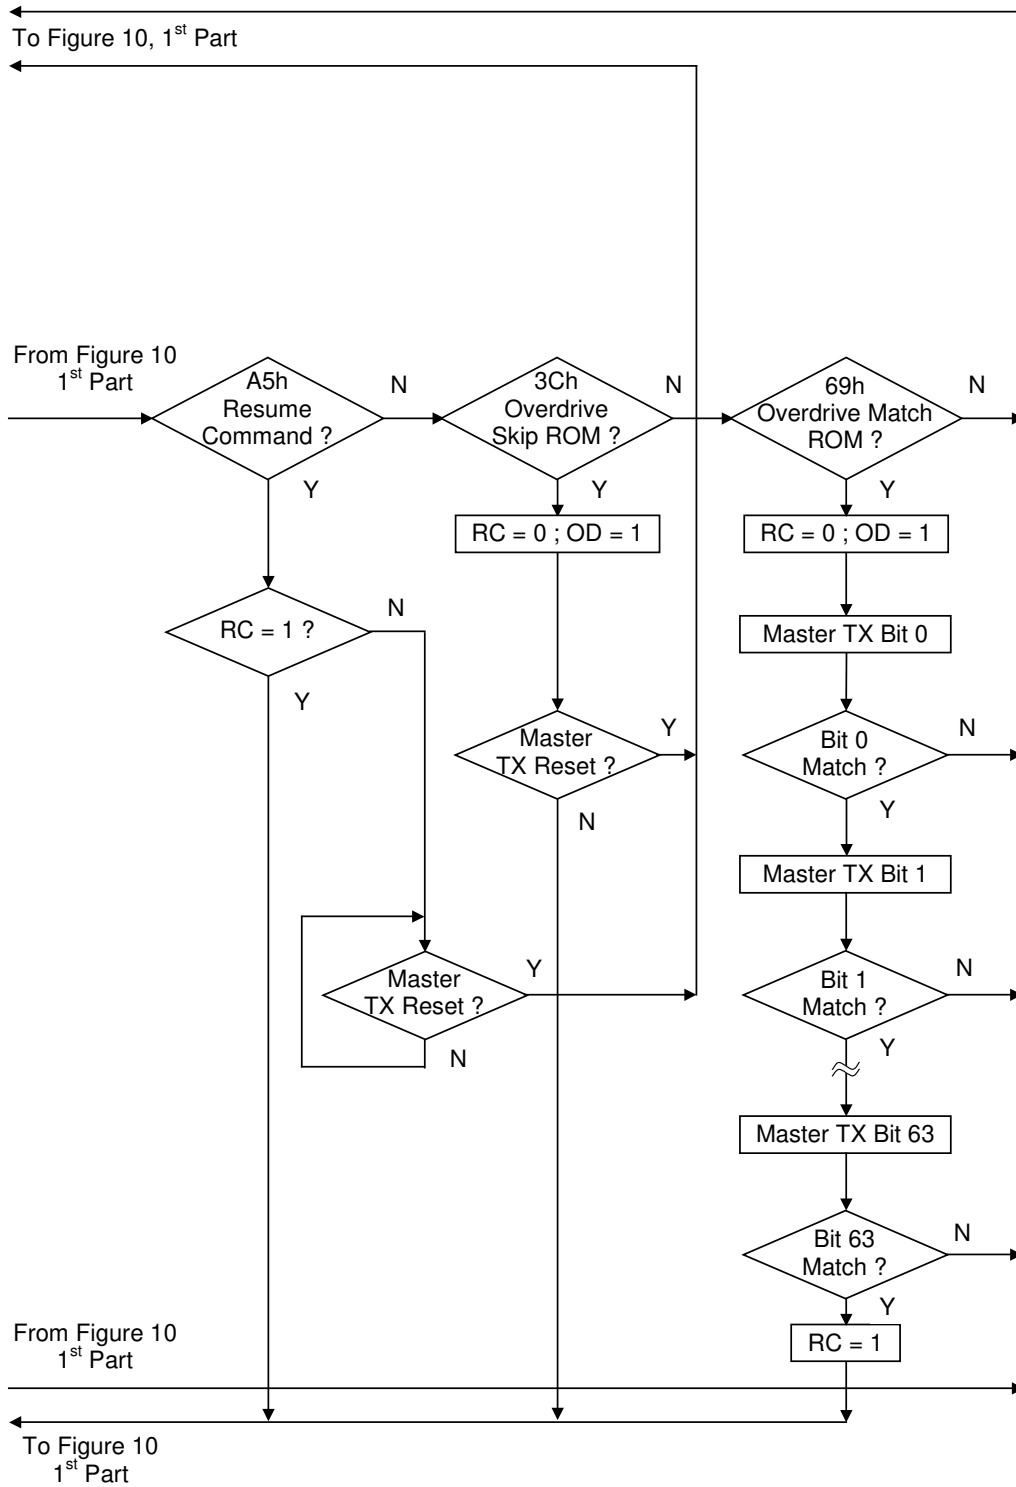 To Figure 10, 1st Part
From Figure 10
1st Part
A5h
Resume
Command ?
N
Y
3Ch
Overdrive
Skip ROM ?
N
Y
69h
Overdrive Match
ROM ?
N
Y
RC = 0 ; OD = 1
RC = 0 ; OD = 1
RC = 1 ?
N
Y
Master TX Bit 0
Master
TX Reset ?
Y
N
Bit 0
Match ?
N
Y
Master TX Bit 1
Master
TX Reset ?
Y
N
Bit 1
Match ?
N
Y
Master TX Bit 63
Bit 63
Match ?
N
Y
RC = 1
From Figure 10
1st Part
To Figure 10
1st Part